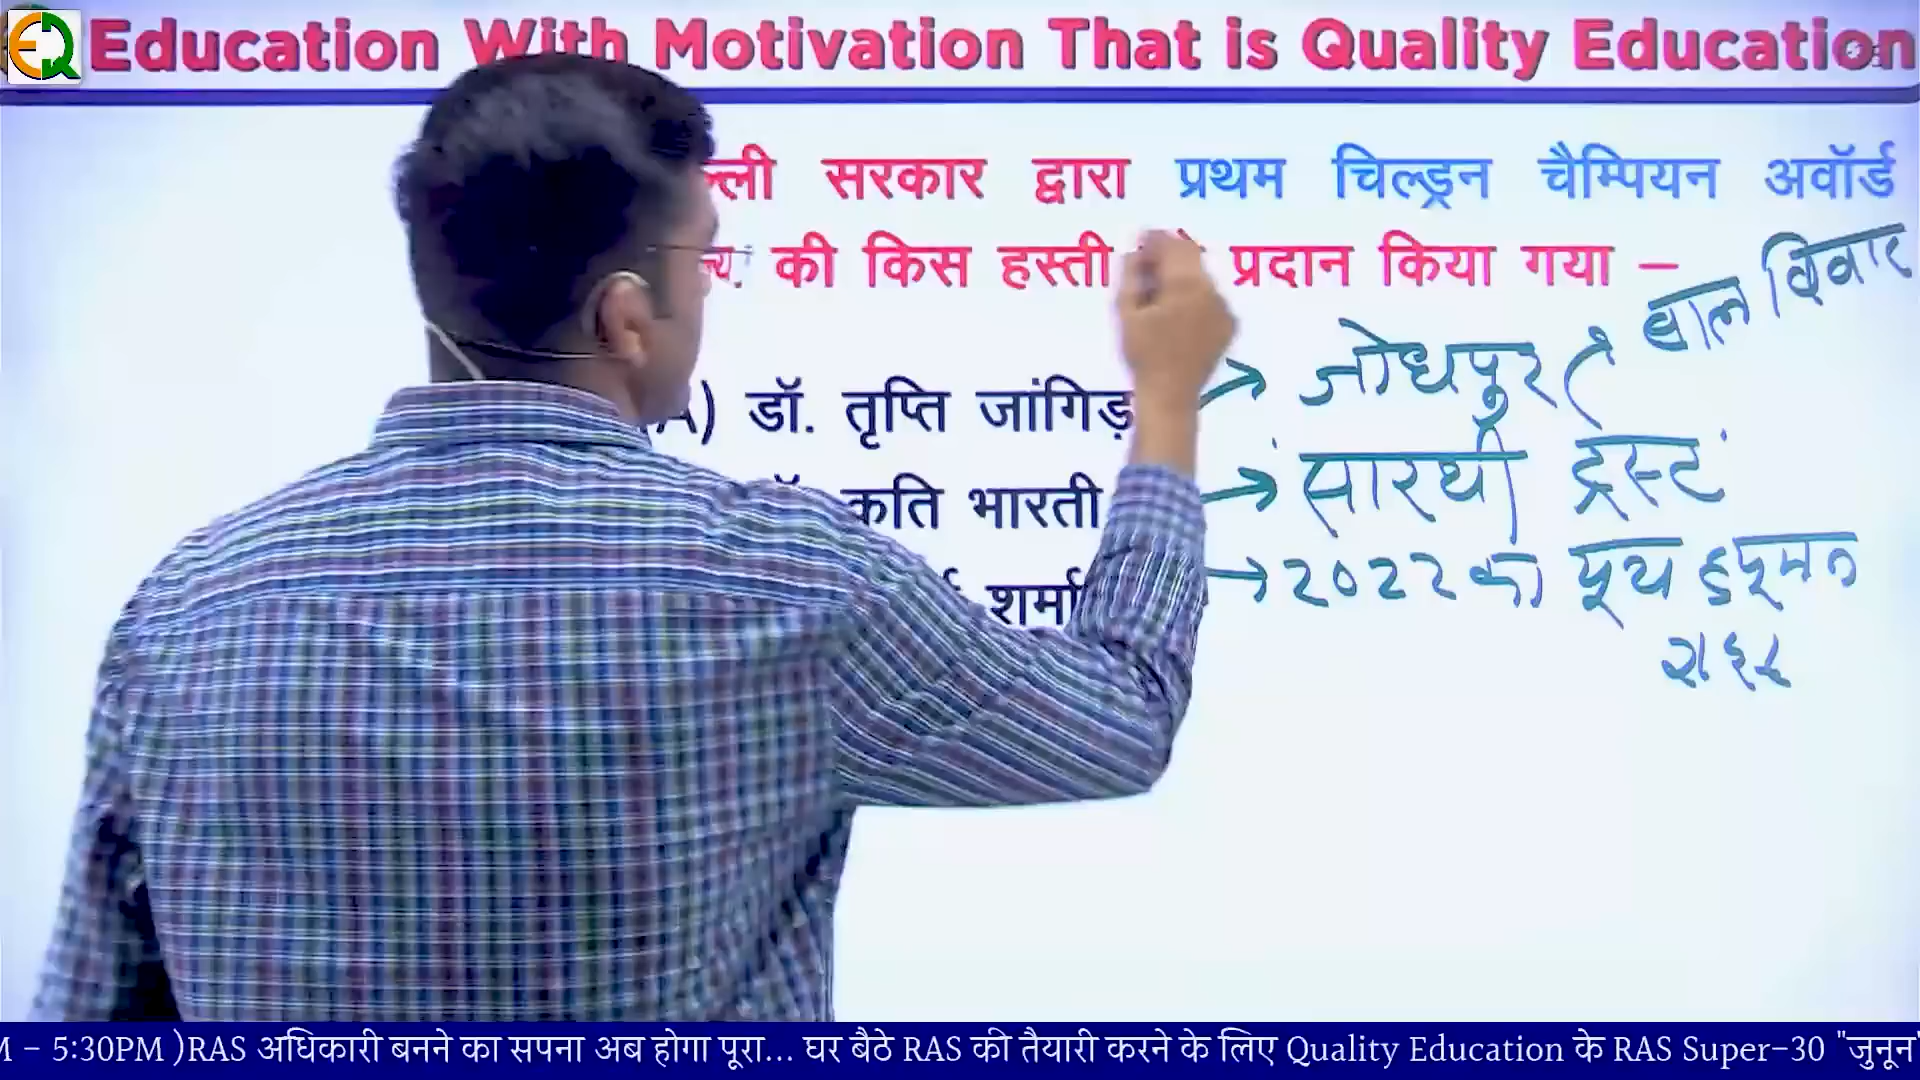 EQ Education With Motivation That is Quality Education
सरकार द्वारा प्रथम चिल्ड्रन चैम्पियन अवॉर्ड
की किस हस्ती प्रदान किया गया –
बाल विवाह
A) डॉ. तृप्ति जांगिड़ → जोधपुर
कृति भारती → सारथी ट्रस्ट
शर्मा → 2022 का यूथ
- 5:30PM )RAS अधिकारी बनने का सपना अब होगा पूरा... घर बैठे RAS की तैयारी करने के लिए Quality Education के RAS Super-30 "जुनून"